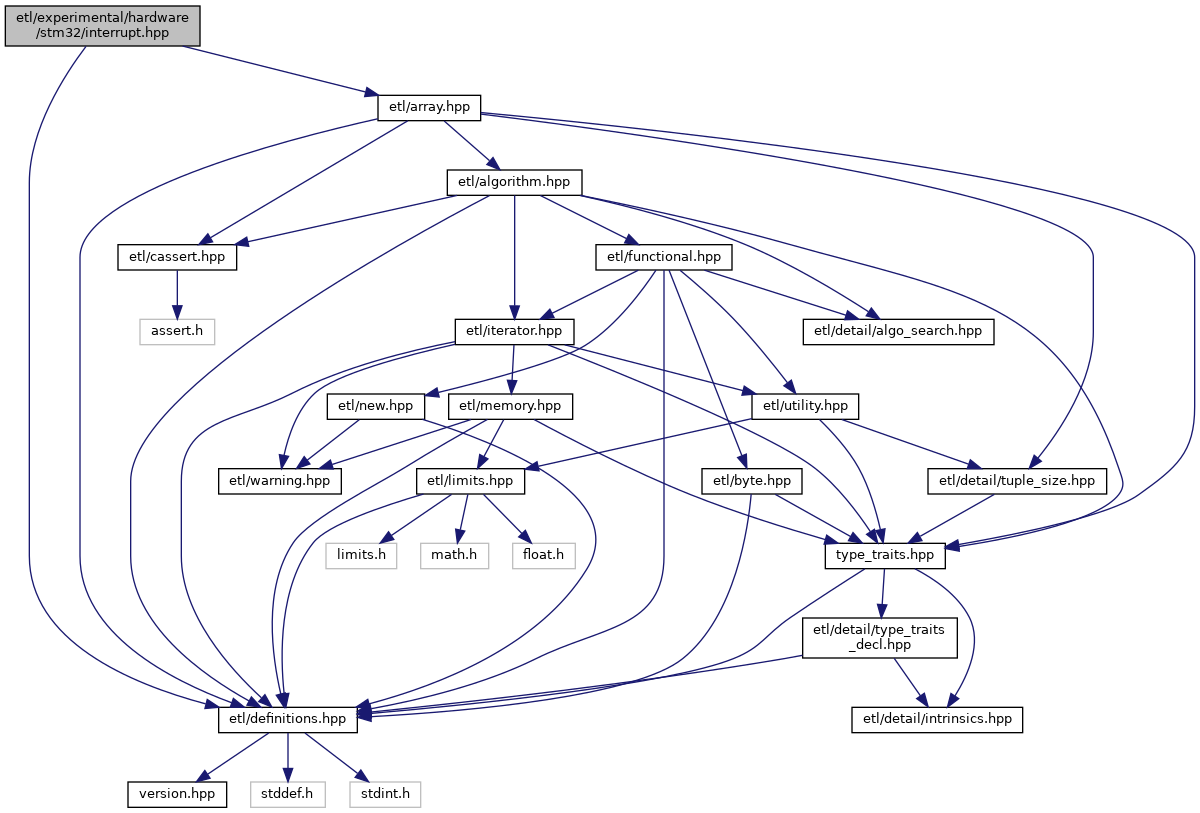 etl/experimental/hardware
/stm32/interrupt.hpp
etl/array.hpp
etl/algorithm.hpp
etl/cassert.hpp
etl/functional.hpp
assert.h
etl/iterator.hpp
etl/detail/algo_search.hpp
etl/new.hpp
etl/memory.hpp
etl/utility.hpp
etl/warning.hpp
etl/limits.hpp
etl/byte.hpp
etl/detail/tuple_size.hpp
limits.h
math.h
float.h
type_traits.hpp
etl/detail/type_traits
_decl.hpp
etl/definitions.hpp
etl/detail/intrinsics.hpp
version.hpp
stddef.h
stdint.h